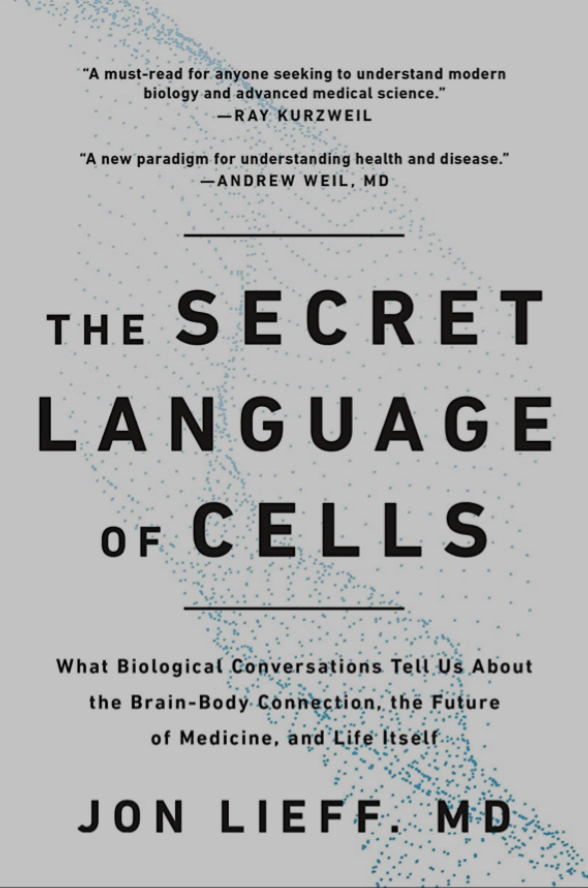 “A must-read for anyone seeking to understand modern
biology and advanced medical science.”
—RAY KURZWEIL
“A new paradigm for understanding health and disease.”
—ANDREW WEIL, MD
THE SECRET
LANGUAGE
OF CELLS
What Biological Conversations Tell Us About
the Brain-Body Connection, the Future
of Medicine, and Life Itself
JON LIEFF, MD